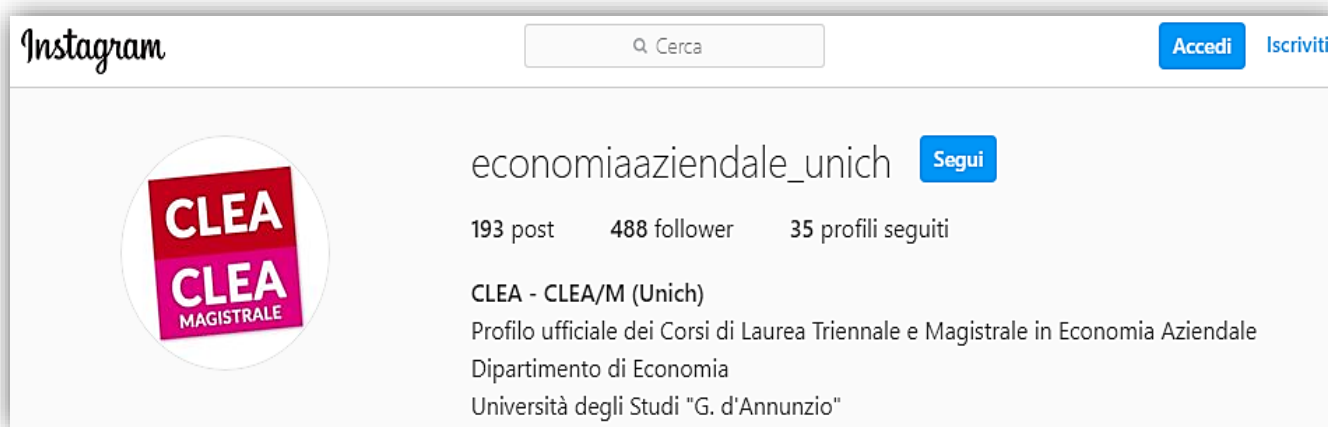 Instagram
Cerca
Accedi
Iscriviti
CLEA
CLEA
MAGISTRALE
economiaaziendale_unich
Segui
193 post 488 follower 35 profili seguiti
CLEA - CLEA/M (Unich)
Profilo ufficiale dei Corsi di Laurea Triennale e Magistrale in Economia Aziendale
Dipartimento di Economia
Università degli Studi "G. d'Annunzio"